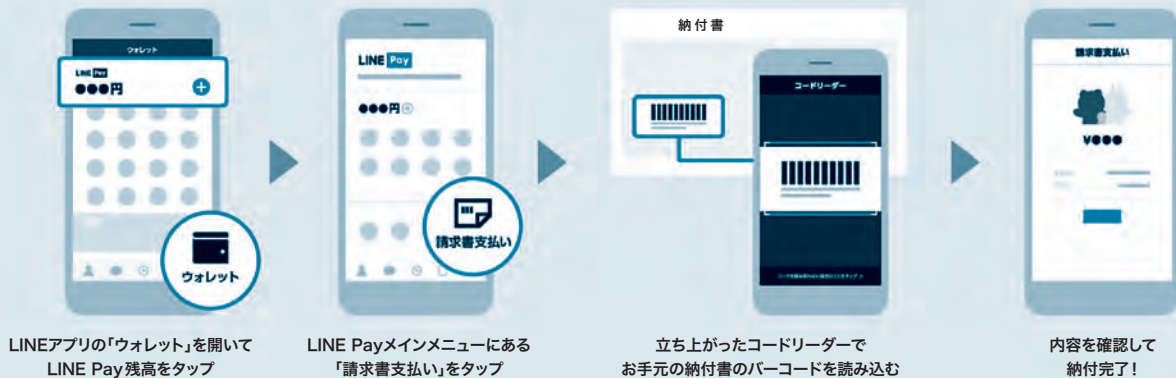 ウォレット
LINE Pay
●●●円
ウォレット
LINEアプリの「ウォレット」を開いて
LINE Pay残高をタップ
LINE Pay
●●●円
請求書支払い
LINE Payメインメニューにある
「請求書支払い」をタップ
納付書
コードリーダー
立ち上がったコードリーダーで
お手元の納付書のバーコードを読み込む
請求書支払い
¥●●●
内容を確認して
納付完了!